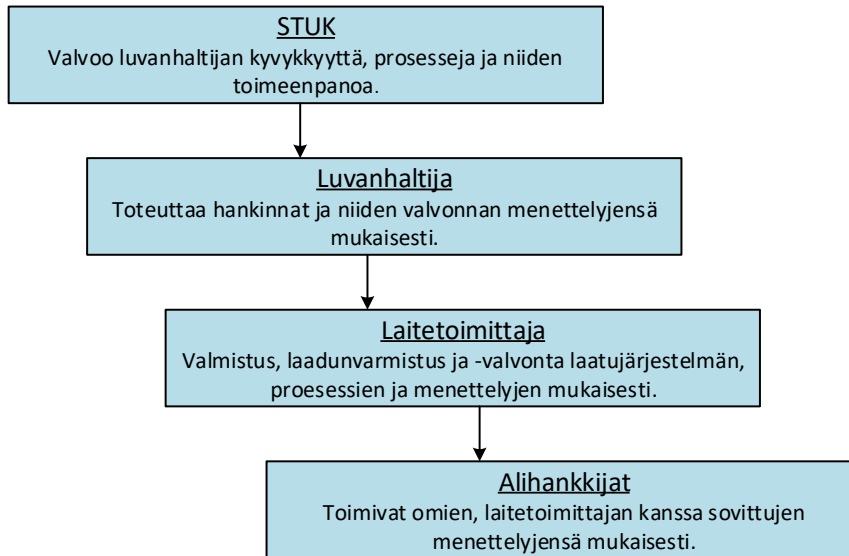 STUK
Valvoo luvanhaltijan kyvykkyyttä, prosesseja ja niiden
toimeenpanoa.
Luvanhaltija
Toteuttaa hankinnat ja niiden valvonnan menettelyjensä
mukaisesti.
Laitetoimittaja
Valmistus, laadunvarmistus ja -valvonta laatujärjestelmän,
proesessien ja menettelyjen mukaisesti.
Alihankkijat
Toimivat omien, laitetoimittajan kanssa sovittujen
menettelyjensä mukaisesti.